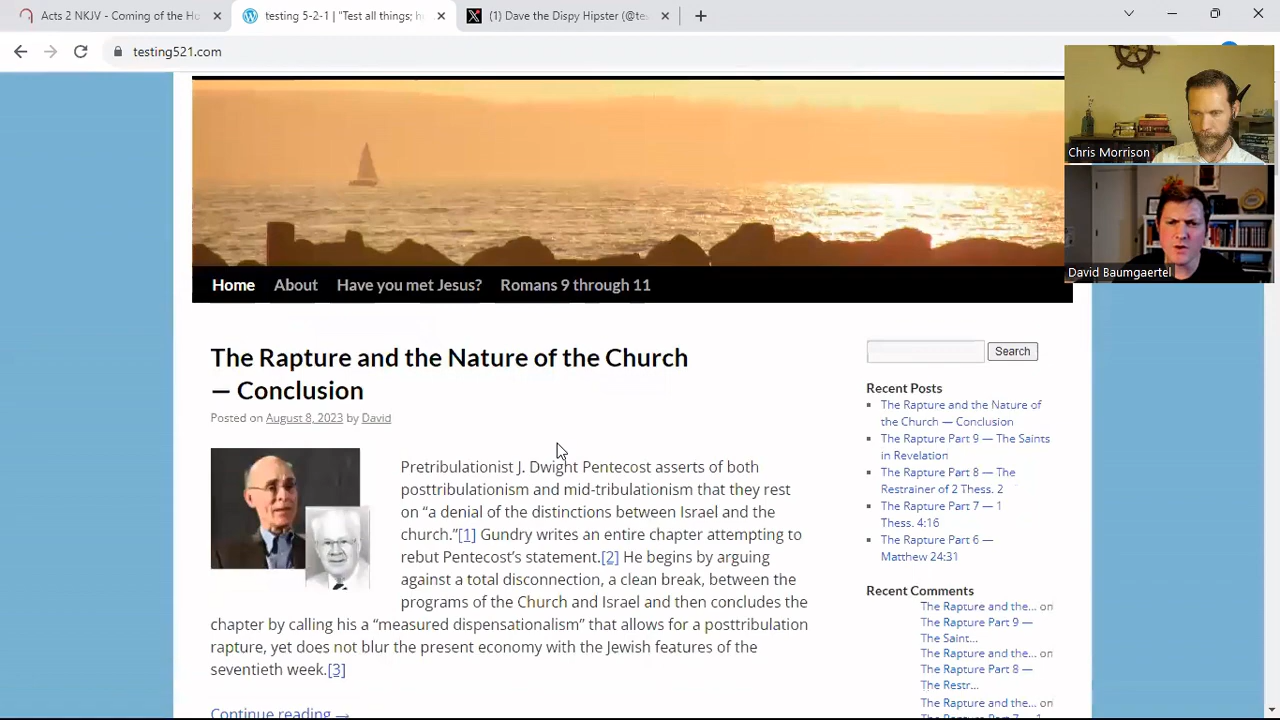 Acts 2 NKJV - Coming of the Ho
testing 5-2-1 | "Test all things; h
(1) Dave the Dispy Hipster (@te
testing521.com
Chris Morrison
David Baumgaertel
Home
About
Have you met Jesus?
Romans 9 through 11
The Rapture and the Nature of the Church
— Conclusion
Posted on August 8, 2023 by David
Pretribulationist J. Dwight Pentecost asserts of both
posttribulationism and mid-tribulationism that they rest
on “a denial of the distinctions between Israel and the
church.”[1] Gundry writes an entire chapter attempting to
rebut Pentecost’s statement.[2] He begins by arguing
against a total disconnection, a clean break, between the
programs of the Church and Israel and then concludes the
chapter by calling his a “measured dispensationalism” that allows for a posttribulation
rapture, yet does not blur the present economy with the Jewish features of the
seventieth week.[3]
Continue reading →
Search
Recent Posts
The Rapture and the Nature of
the Church — Conclusion
The Rapture Part 9 — The Saints
in Revelation
The Rapture Part 8 — The
Restrainer of 2 Thess. 2
The Rapture Part 7 — 1
Thess. 4:16
The Rapture Part 6 —
Matthew 24:31
Recent Comments
The Rapture and the... on
The Rapture Part 9 —
The Saint...
The Rapture and the... on
The Rapture Part 8 —
The Restr...
The Rapture and the... on
The Rapture Part 7 — 1